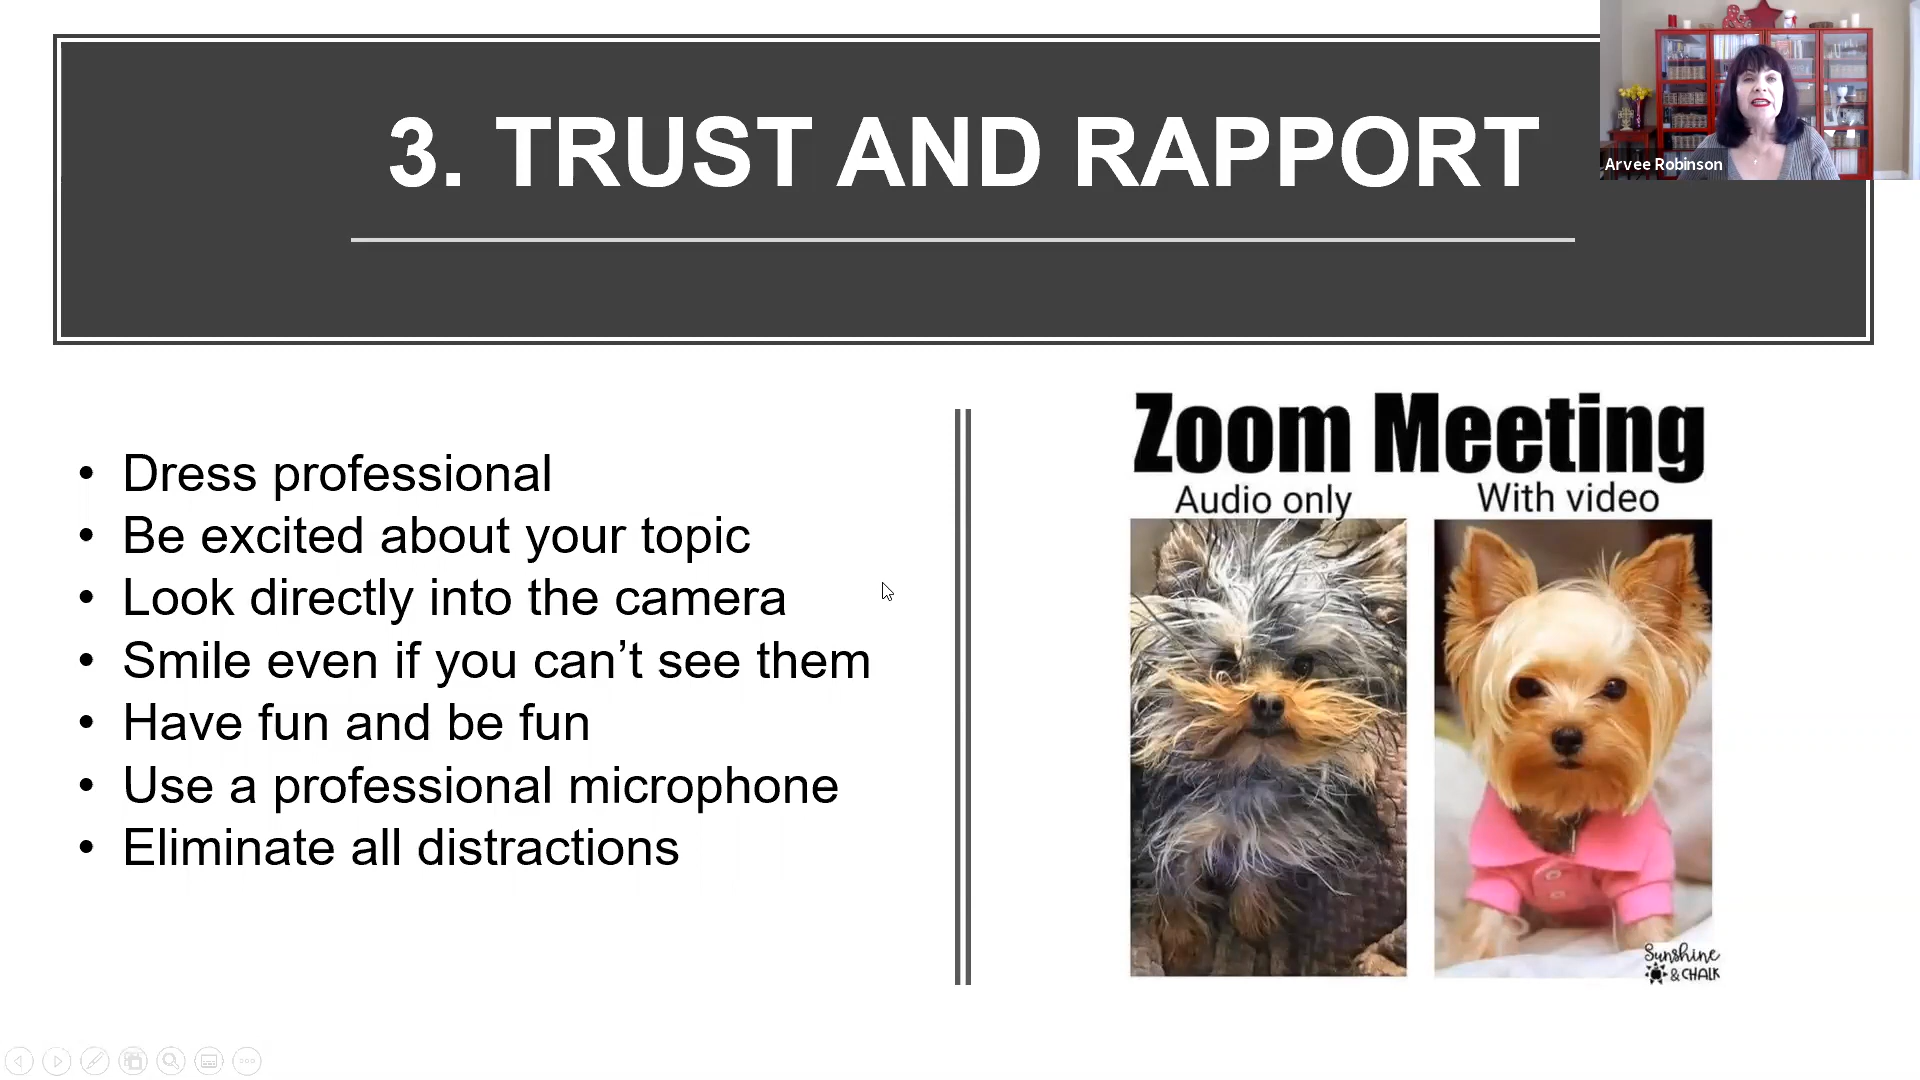 3. TRUST AND RAPPORT
Arvee Robinson
• Dress professional
• Be excited about your topic
• Look directly into the camera
• Smile even if you can’t see them
• Have fun and be fun
• Use a professional microphone
• Eliminate all distractions
Zoom Meeting
Audio only
With video
Sunshine
& CHALK